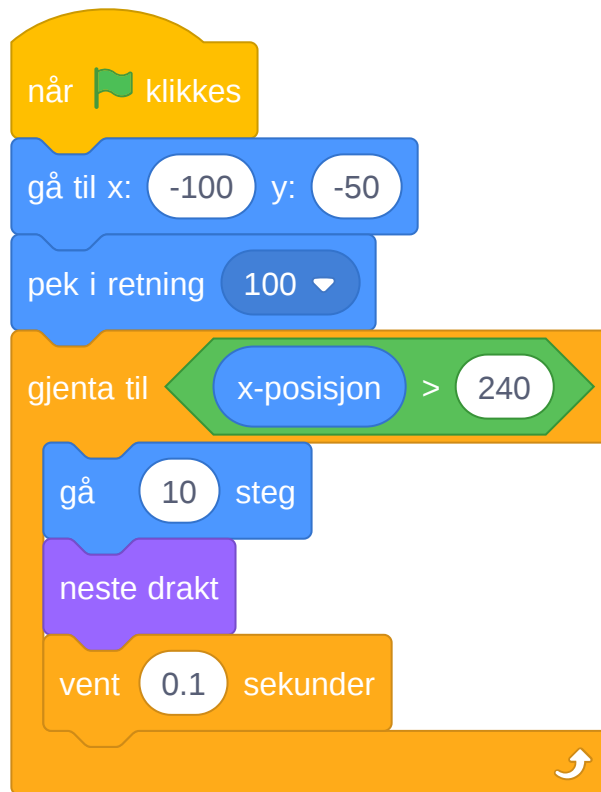 når klikkes
gå til x: -100 y: -50
pek i retning 100
gjenta til x-posisjon > 240
gå 10 steg
neste drakt
vent 0.1 sekunder